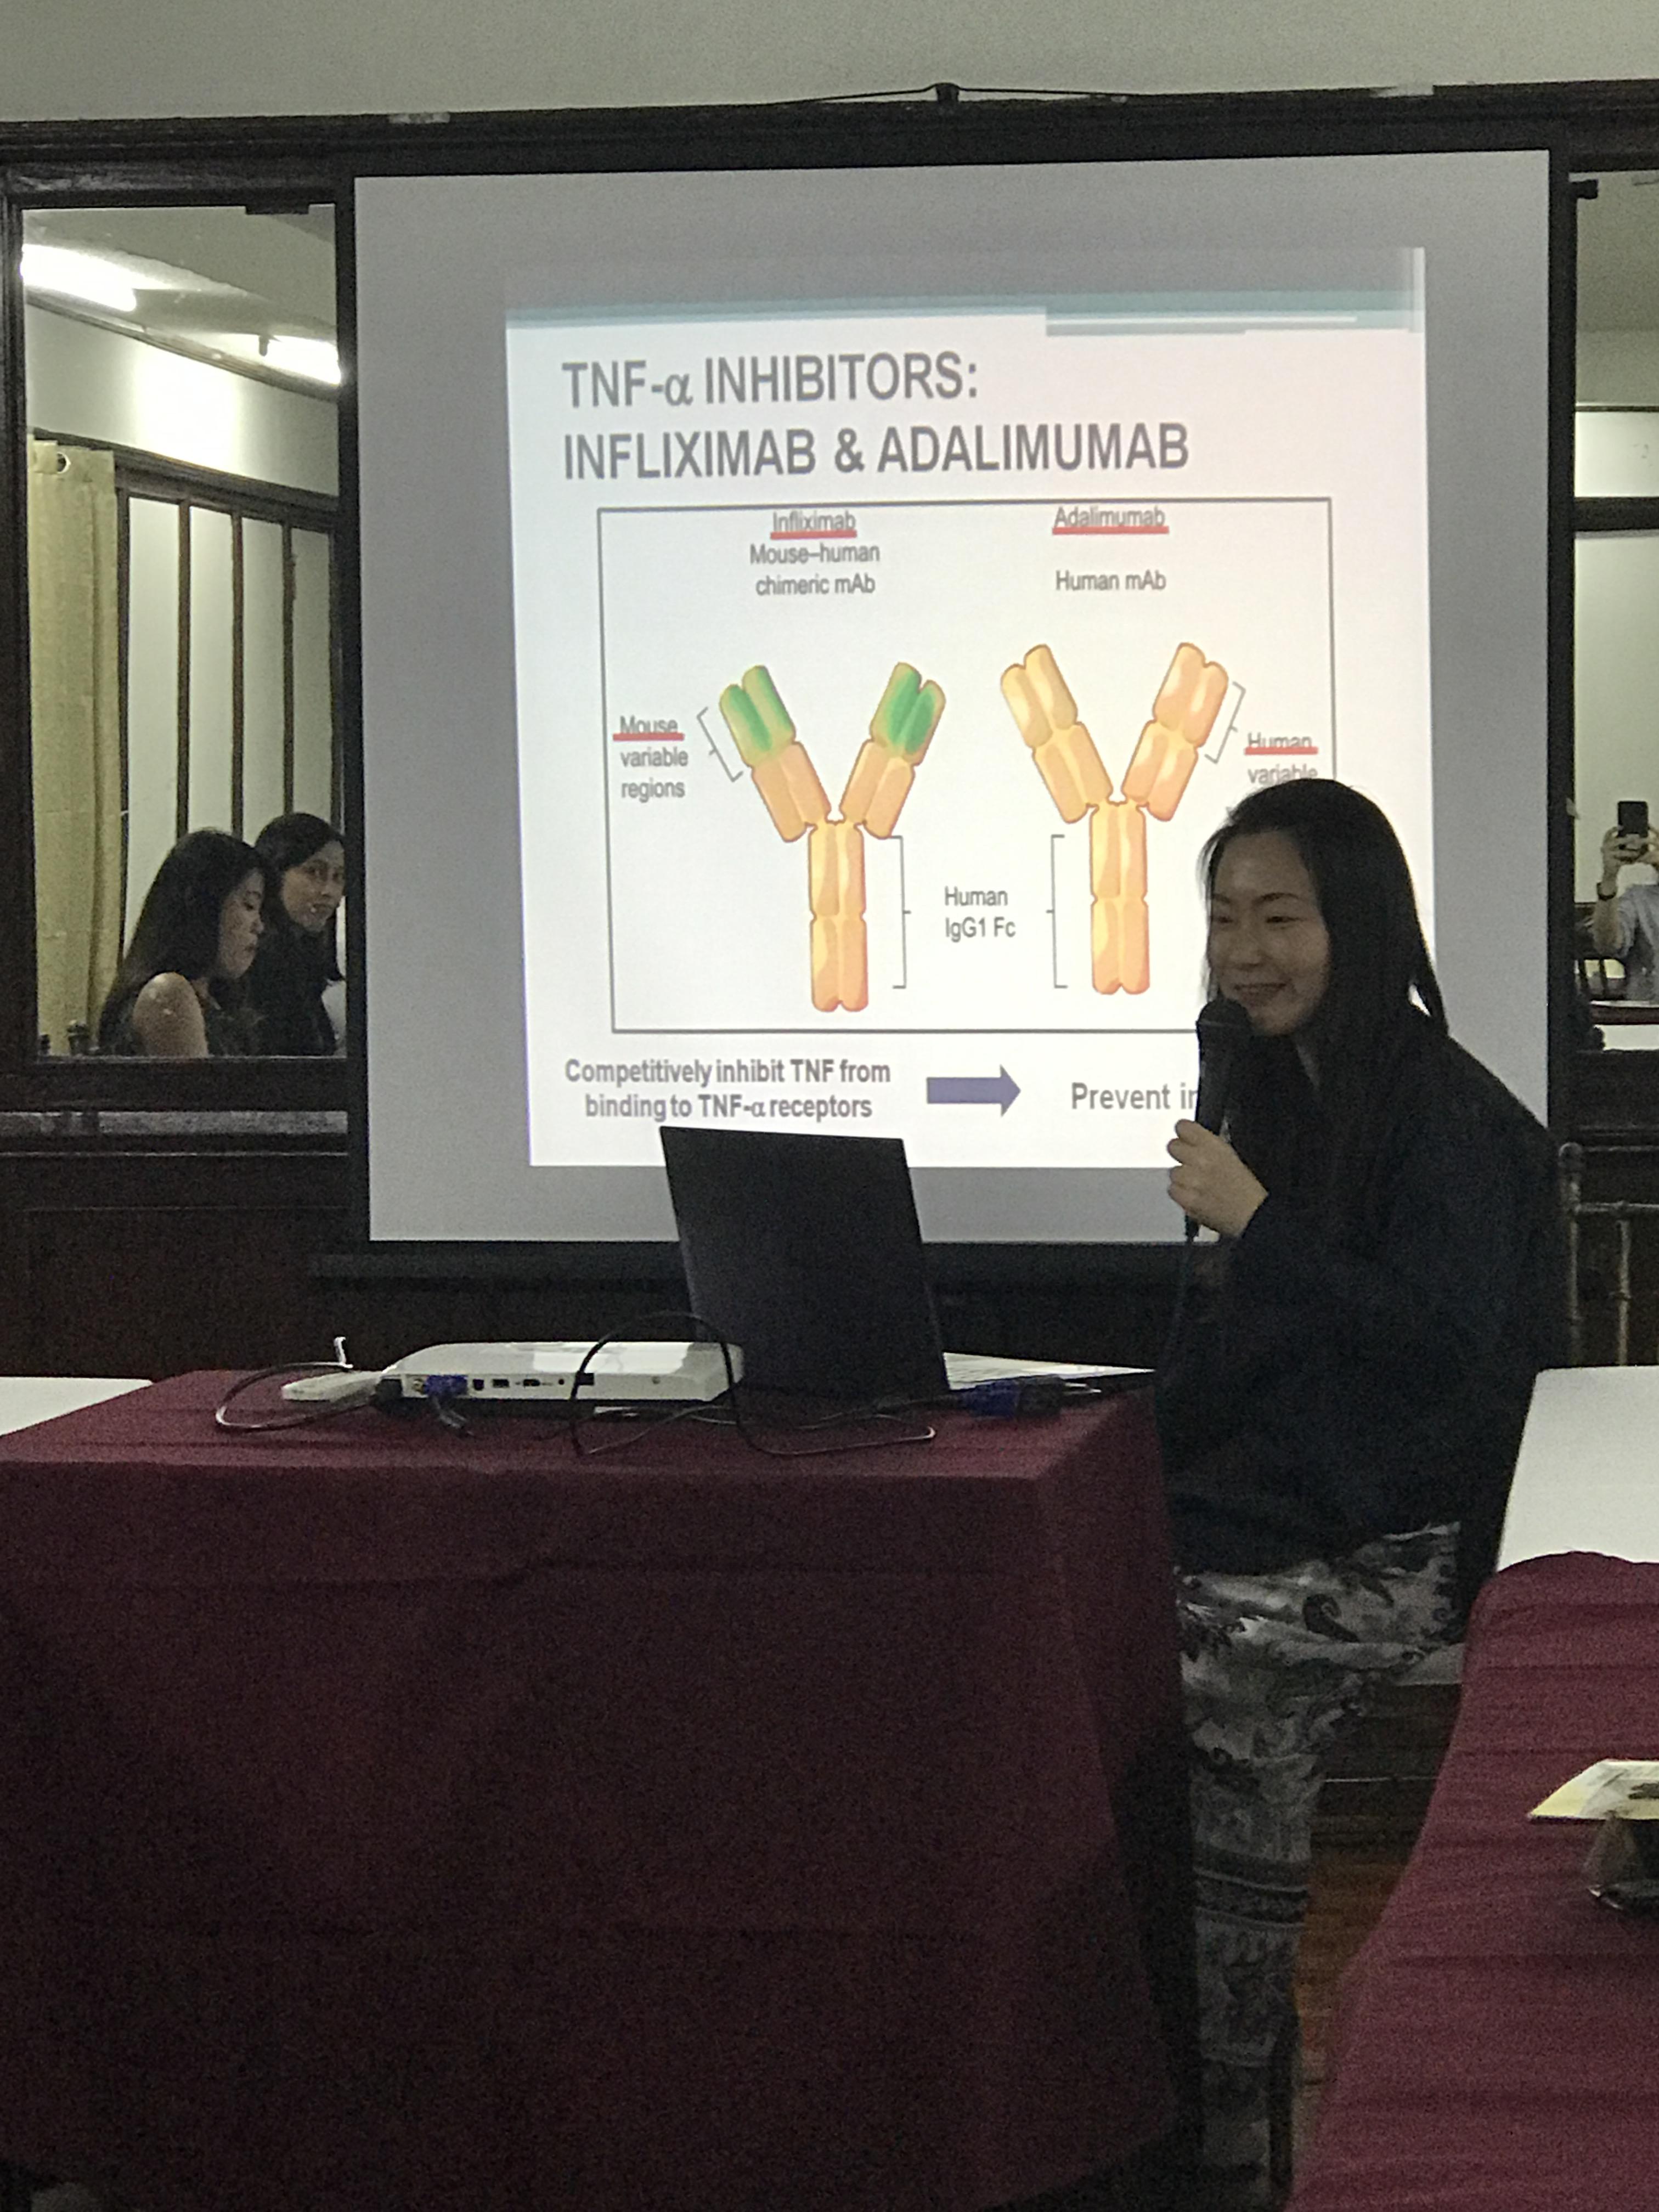 TNF-α INHIBITORS:
INFLIXIMAB & ADALIMUMAB
Infliximab
Mouse–human
chimeric mAb
Adalimumab
Human mAb
Mouse
variable
regions
Human
variable
Human
IgG1 Fc
Competitively inhibit TNF from
binding to TNF-α receptors
Prevent